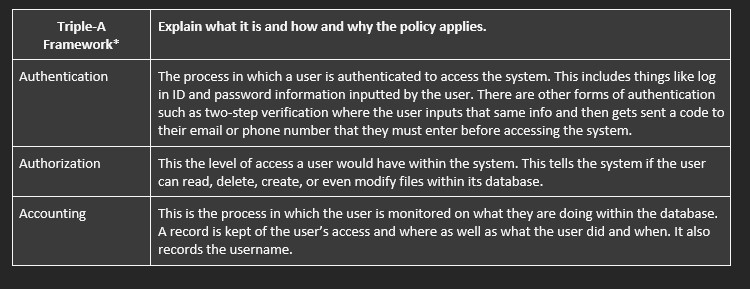 Triple-A
Framework*
Explain what it is and how and why the policy applies.
Authentication
The process in which a user is authenticated to access the system. This includes things like log
in ID and password information inputted by the user. There are other forms of authentication
such as two-step verification where the user inputs that same info and then gets sent a code to
their email or phone number that they must enter before accessing the system.
Authorization
This the level of access a user would have within the system. This tells the system if the user
can read, delete, create, or even modify files within its database.
Accounting
This is the process in which the user is monitored on what they are doing within the database.
A record is kept of the user’s access and where as well as what the user did and when. It also
records the username.